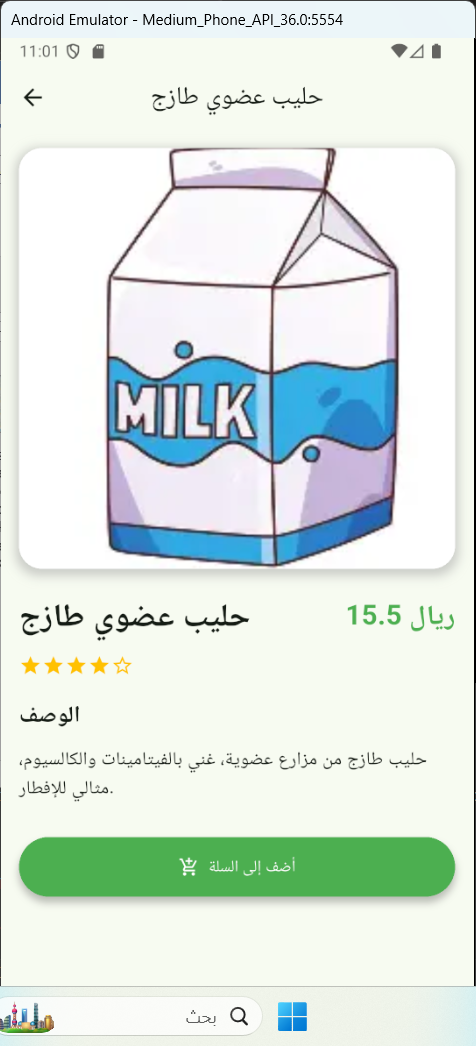 Android Emulator - Medium_Phone_API_36.0:5554
11:01
حليب عضوي طازج
MILK
حليب عضوي طازج
15.5 ريال
الوصف
حليب طازج من مزارع عضوية، غني بالفيتامينات والكالسيوم،
مثالي للإفطار.
أضف إلى السلة
بحث